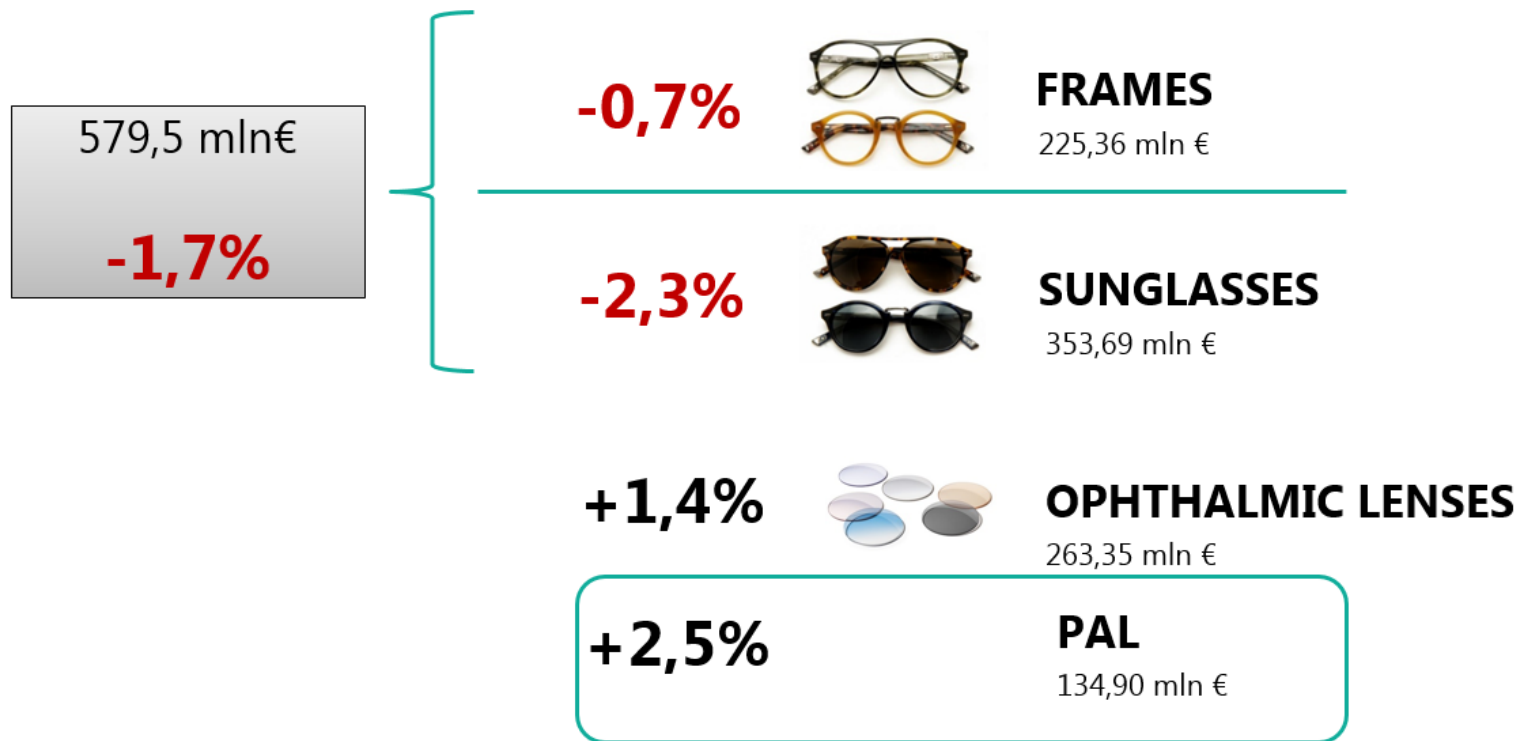 579,5 mln€
-1,7%
-0,7%
FRAMES
225,36 mln €
-2,3%
SUNGLASSES
353,69 mln €
+1,4%
OPHTHALMIC LENSES
263,35 mln €
+2,5%
PAL
134,90 mln €